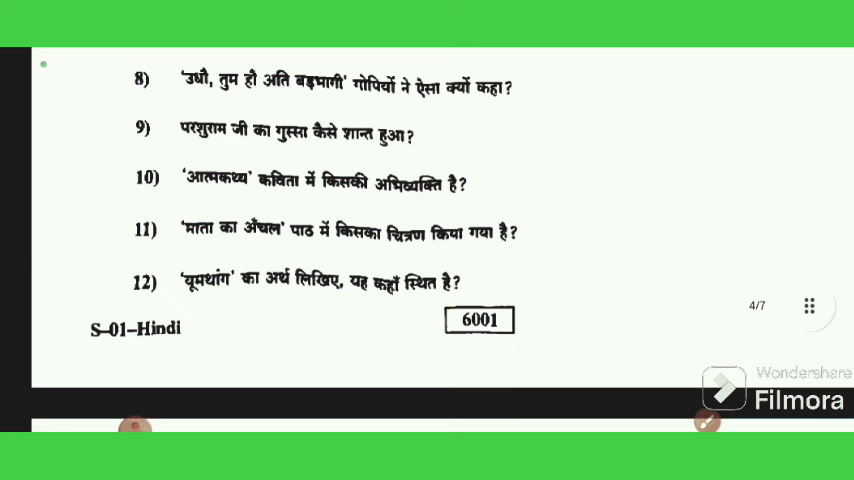 8) 'उधौ, तुम हौ अति बड़भागी' गोपियों ने ऐसा क्यों कहा?
9) परशुराम जी का गुस्सा कैसे शान्त हुआ?
10) 'आत्मकथ्य' कविता में किसकी अभिव्यक्ति है?
11) 'माता का अँचल' पाठ में किसका चित्रण किया गया है?
12) 'यूमथांग' का अर्थ लिखिए, यह कहाँ स्थित है?
4/7
S-01-Hindi
6001
Wondershare
Filmora